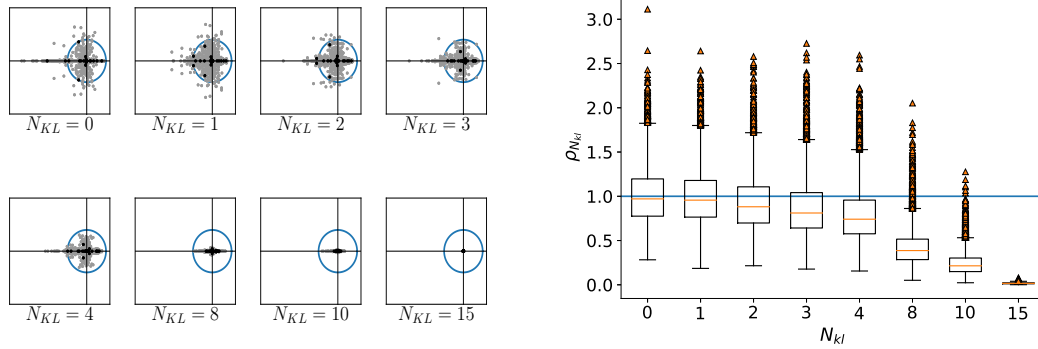 N_{KL} = 0
N_{KL} = 1
N_{KL} = 2
N_{KL} = 3
N_{KL} = 4
N_{KL} = 8
N_{KL} = 10
N_{KL} = 15
ρ_{N_{kl}}
3.0
2.5
2.0
1.5
1.0
0.5
0.0
0 1 2 3 4 8 10 15
N_{kl}